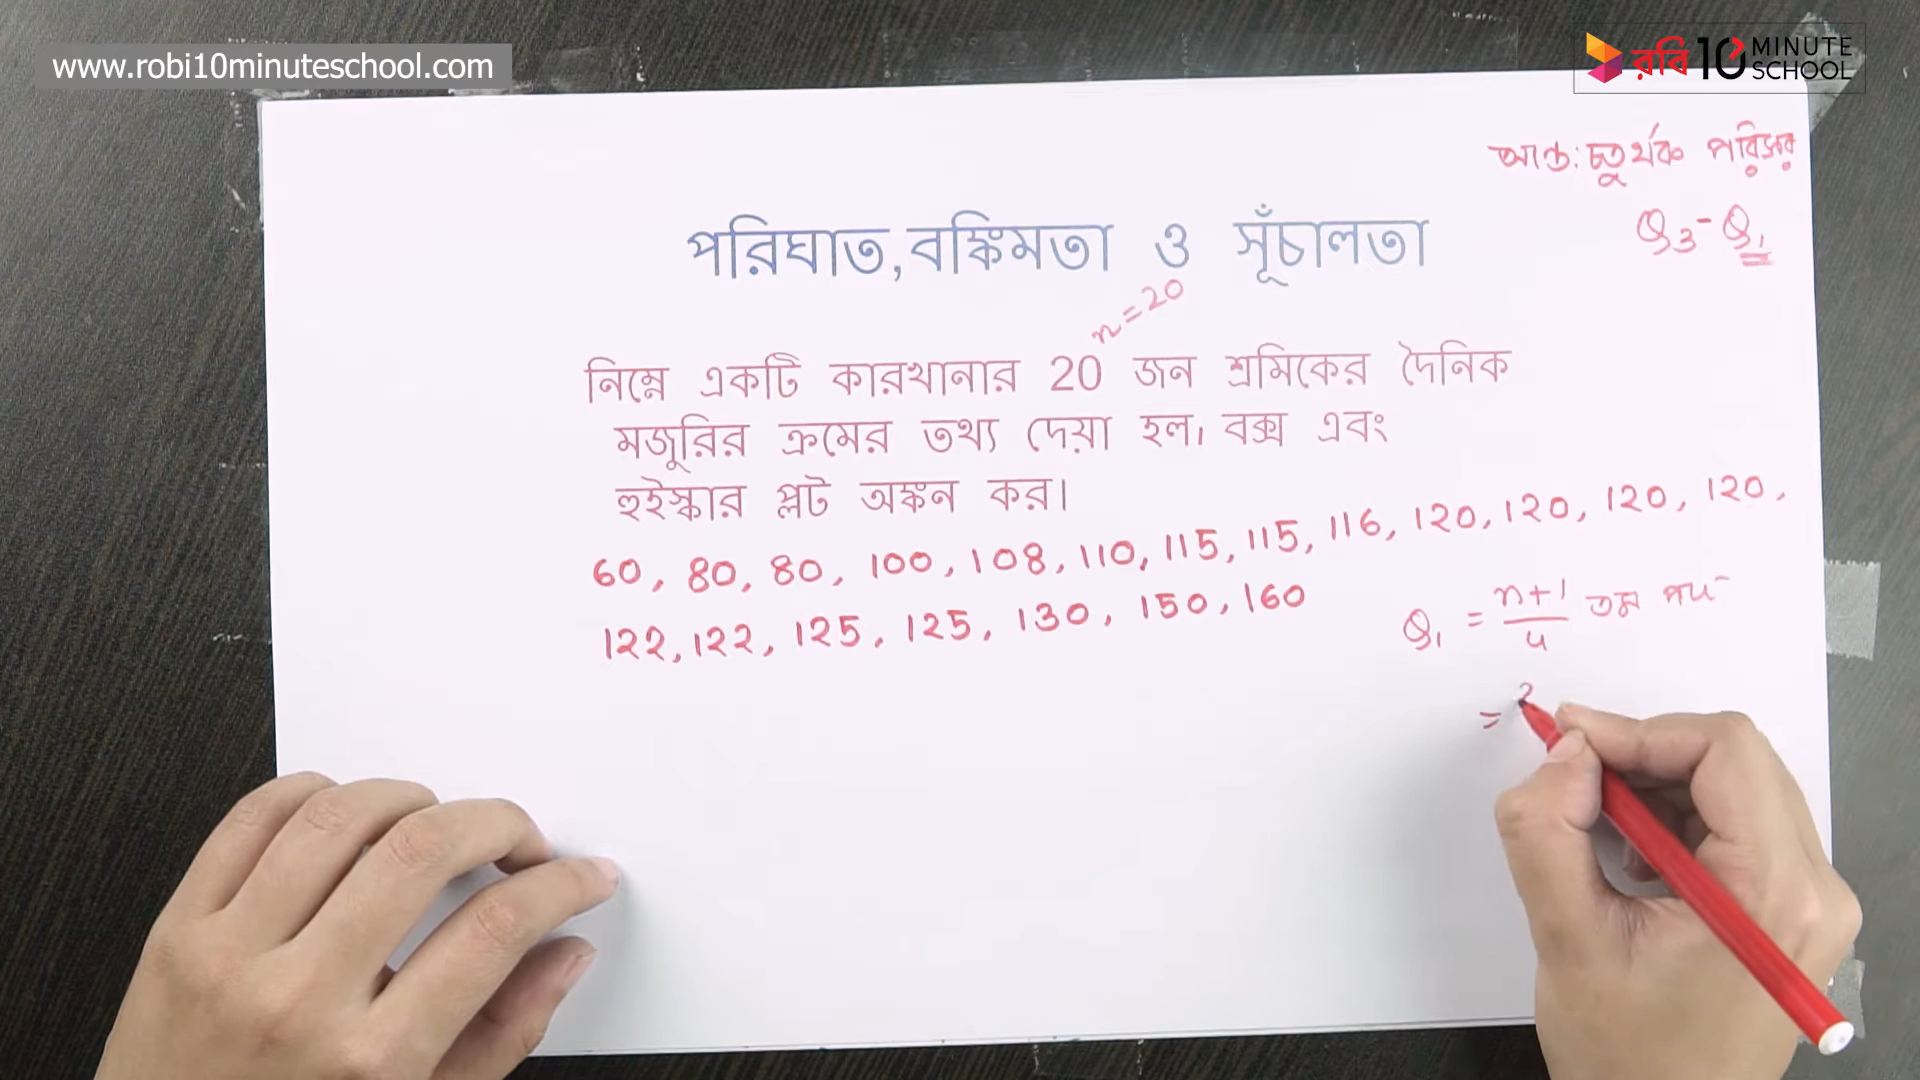 www.robi10minuteschool.com
রবি 10 MINUTE SCHOOL
আন্ত:চতুর্থক পরিসর
Q₃-Q₁
পরিঘাত,বঙ্কিমতা ও সূঁচালতা
n=20
নিম্নে একটি কারখানার 20 জন শ্রমিকের দৈনিক
মজুরির ক্রমের তথ্য দেয়া হল। বক্স এবং
হুইস্কার প্লট অঙ্কন কর।
60, 80, 80, 100, 108, 110, 115, 115, 116, 120, 120, 120, 120,
122, 122, 125, 125, 130, 150, 160
Q₁ = n+1/4 তম পদ
= 2